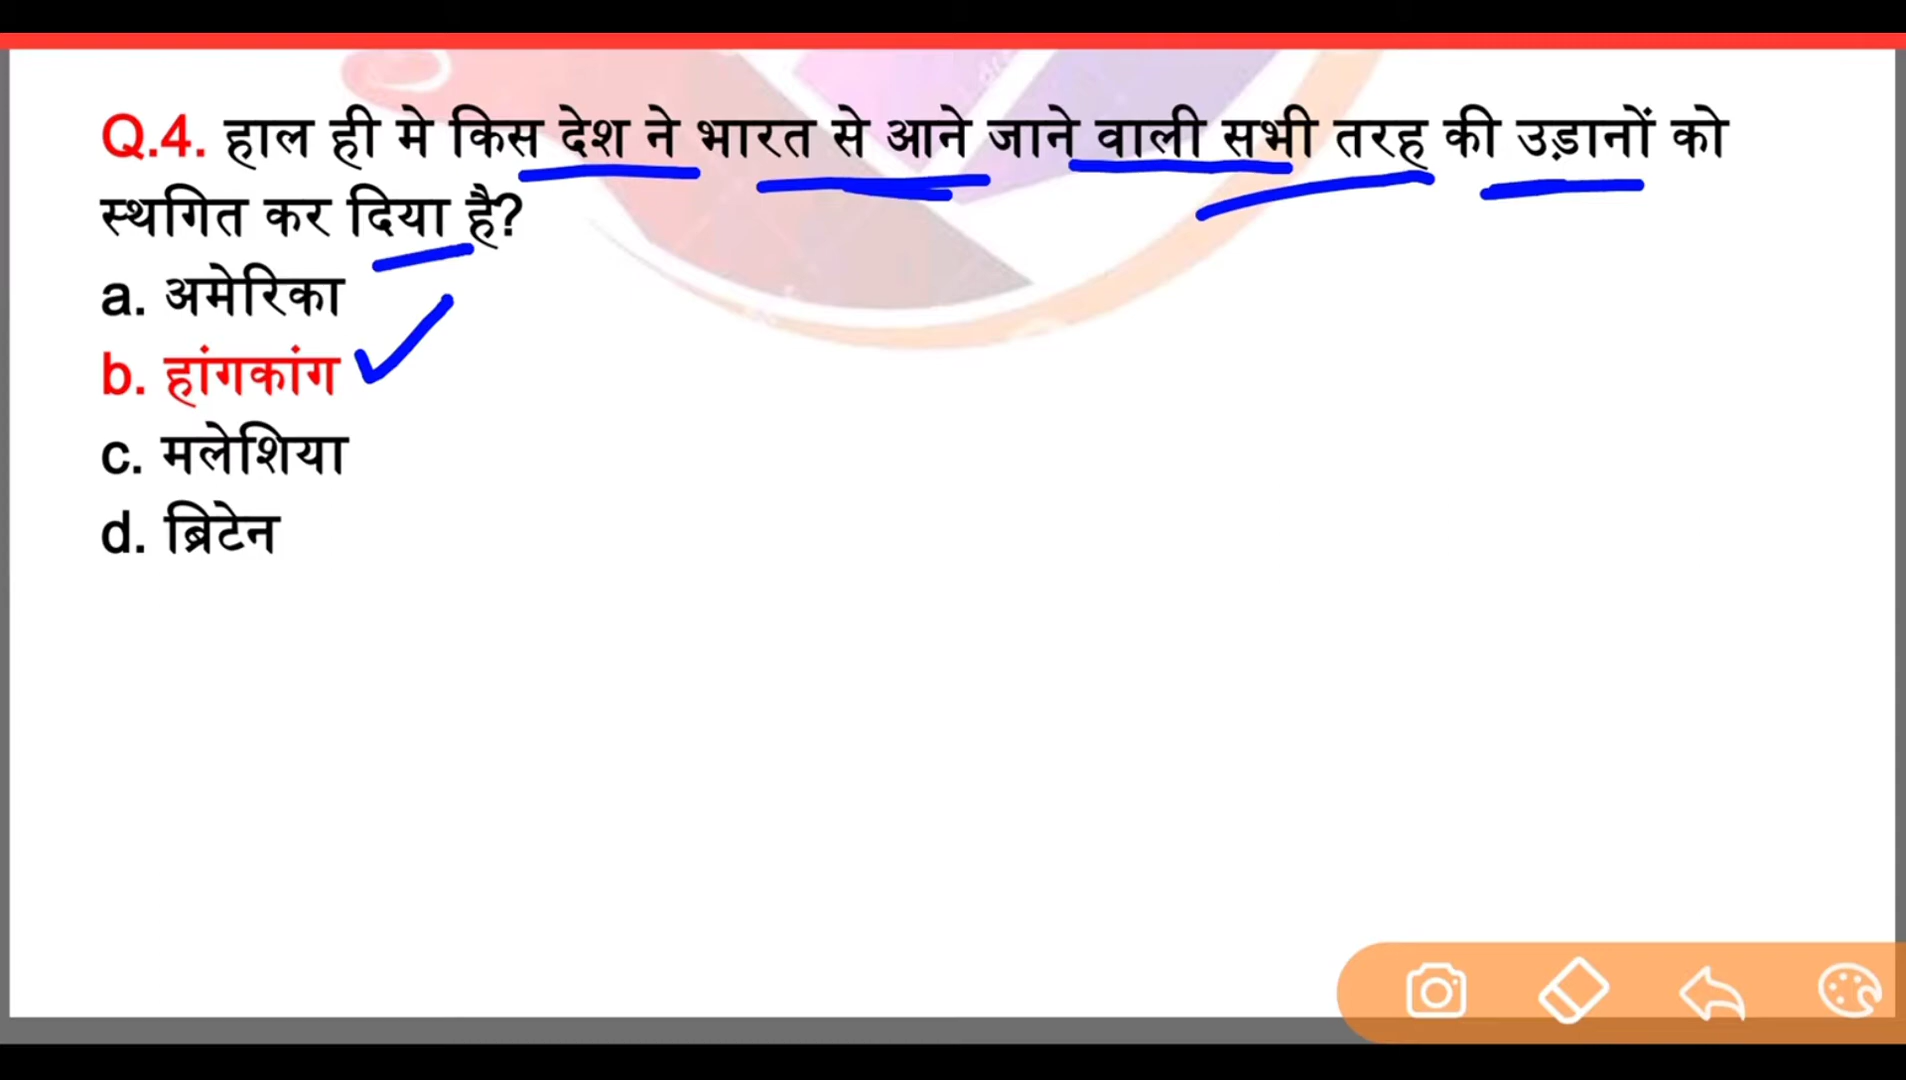 Q.4. हाल ही मे किस देश ने भारत से आने जाने वाली सभी तरह की उड़ानों को
स्थगित कर दिया है?
a. अमेरिका
b. हांगकांग
c. मलेशिया
d. ब्रिटेन